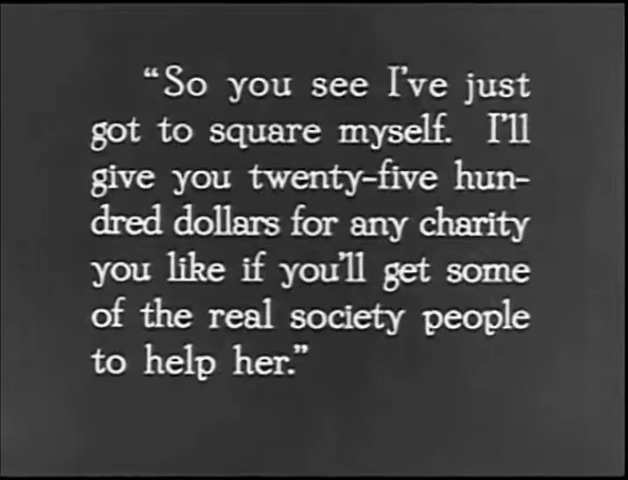 “So you see I’ve just
got to square myself. I’ll
give you twenty-five hun-
dred dollars for any charity
you like if you’ll get some
of the real society people
to help her.”